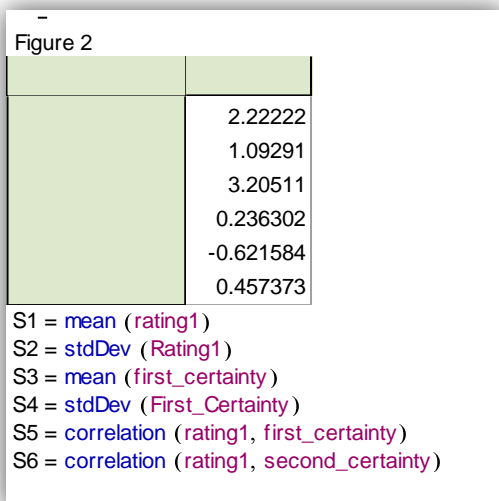 Figure 2
2.22222
1.09291
3.20511
0.236302
-0.621584
0.457373
S1 = mean (rating1)
S2 = stdDev (Rating1)
S3 = mean (first_certainty)
S4 = stdDev (First_Certainty)
S5 = correlation (rating1, first_certainty)
S6 = correlation (rating1, second_certainty)